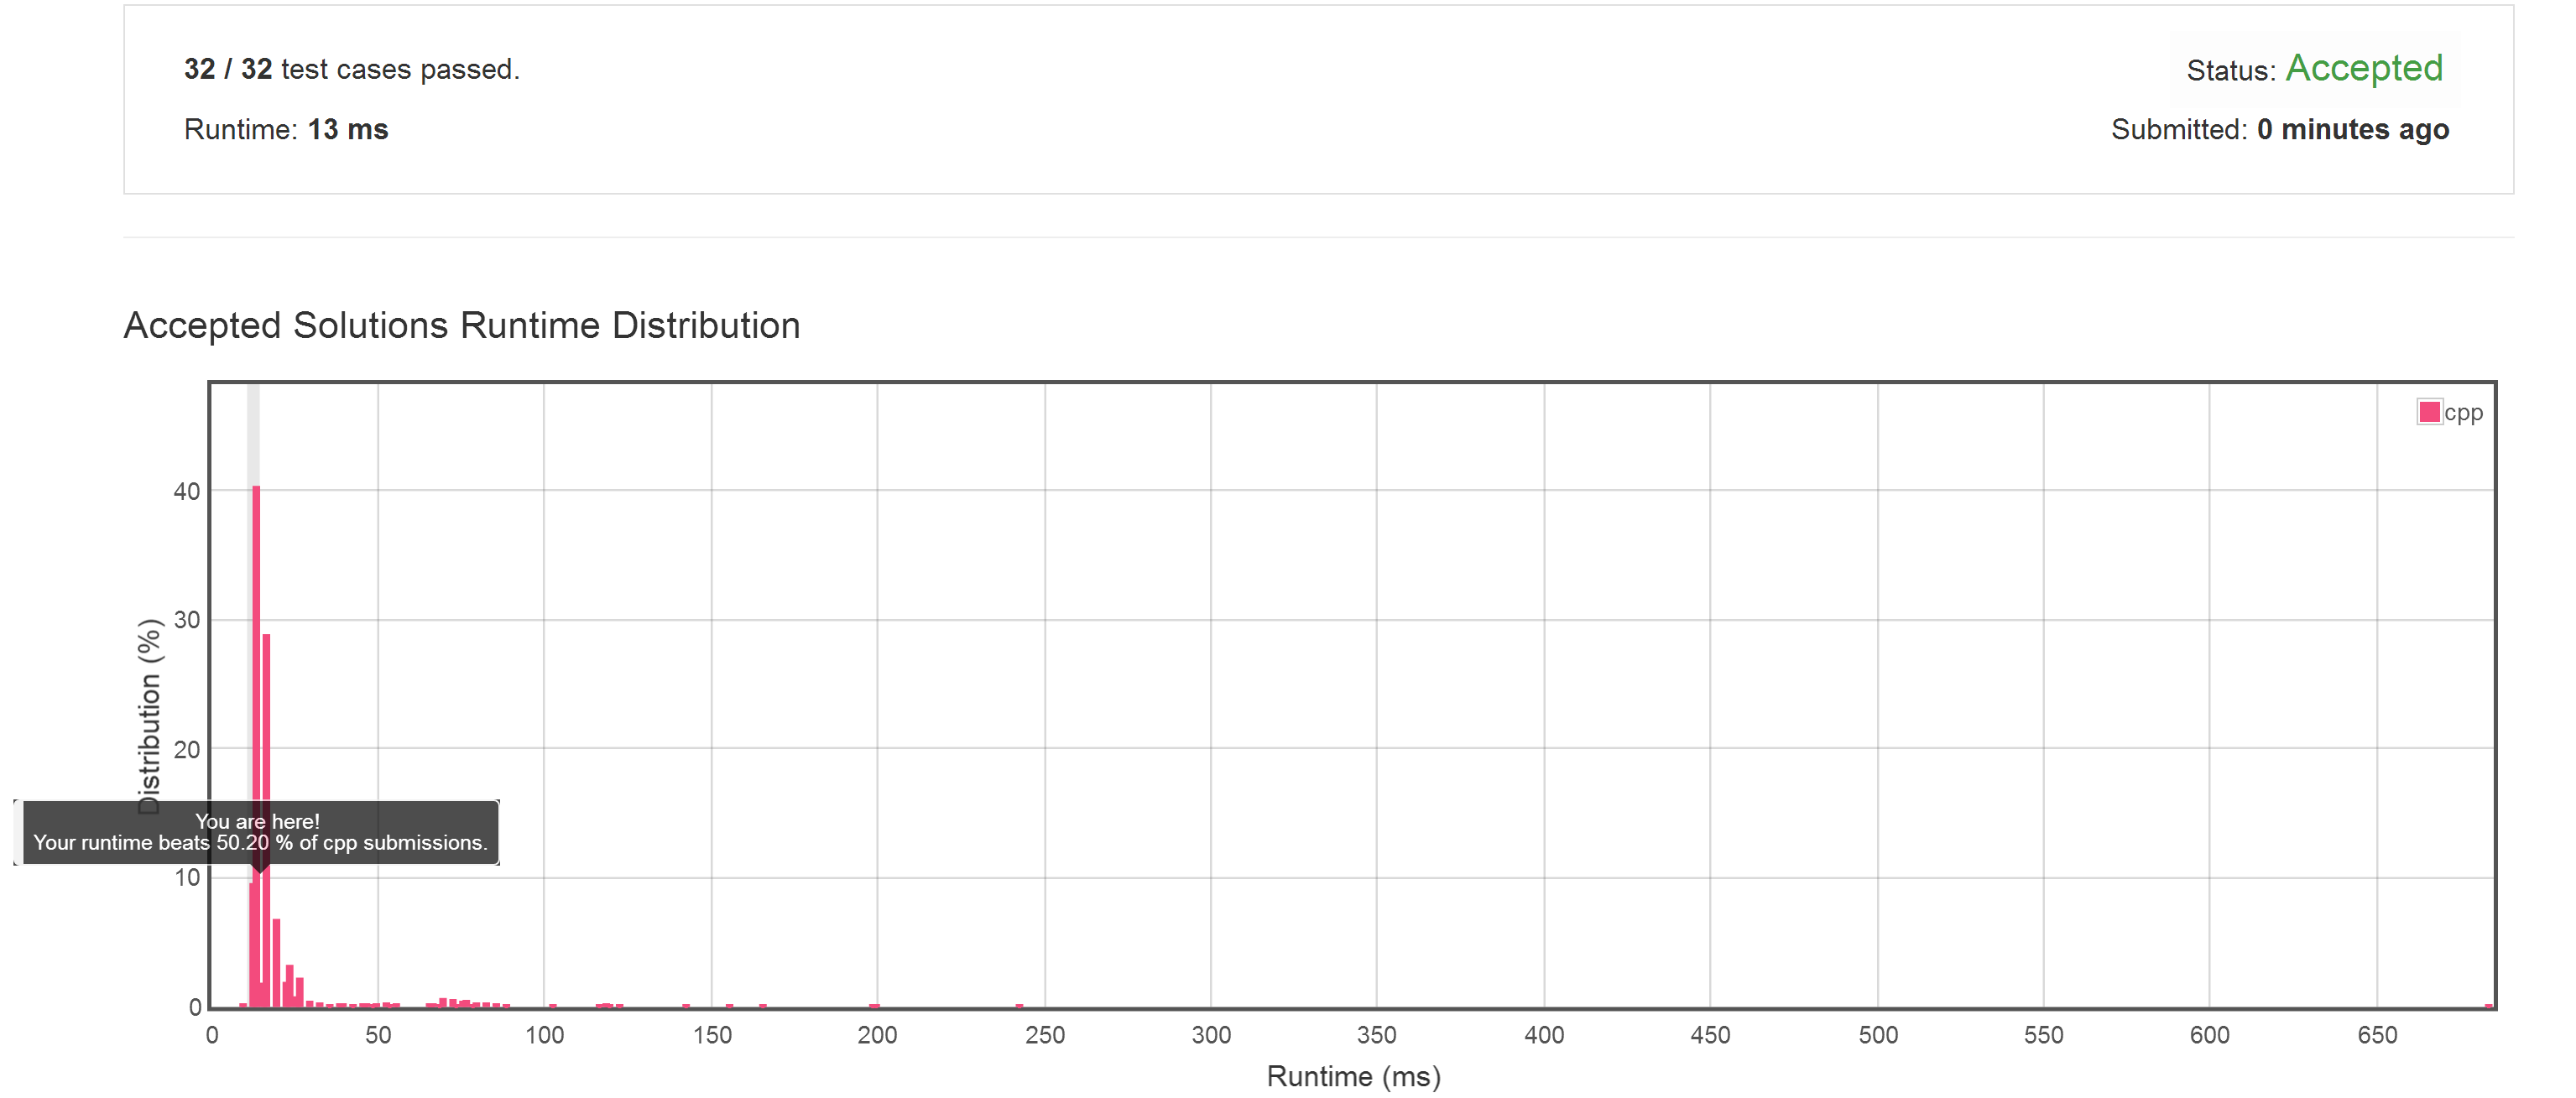 32 / 32 test cases passed.
Status: Accepted
Runtime: 13 ms
Submitted: 0 minutes ago
Accepted Solutions Runtime Distribution
cpp
40
30
20
10
0
Distribution (%)
You are here!
Your runtime beats 50.20 % of cpp submissions.
0 50 100 150 200 250 300 350 400 450 500 550 600 650
Runtime (ms)